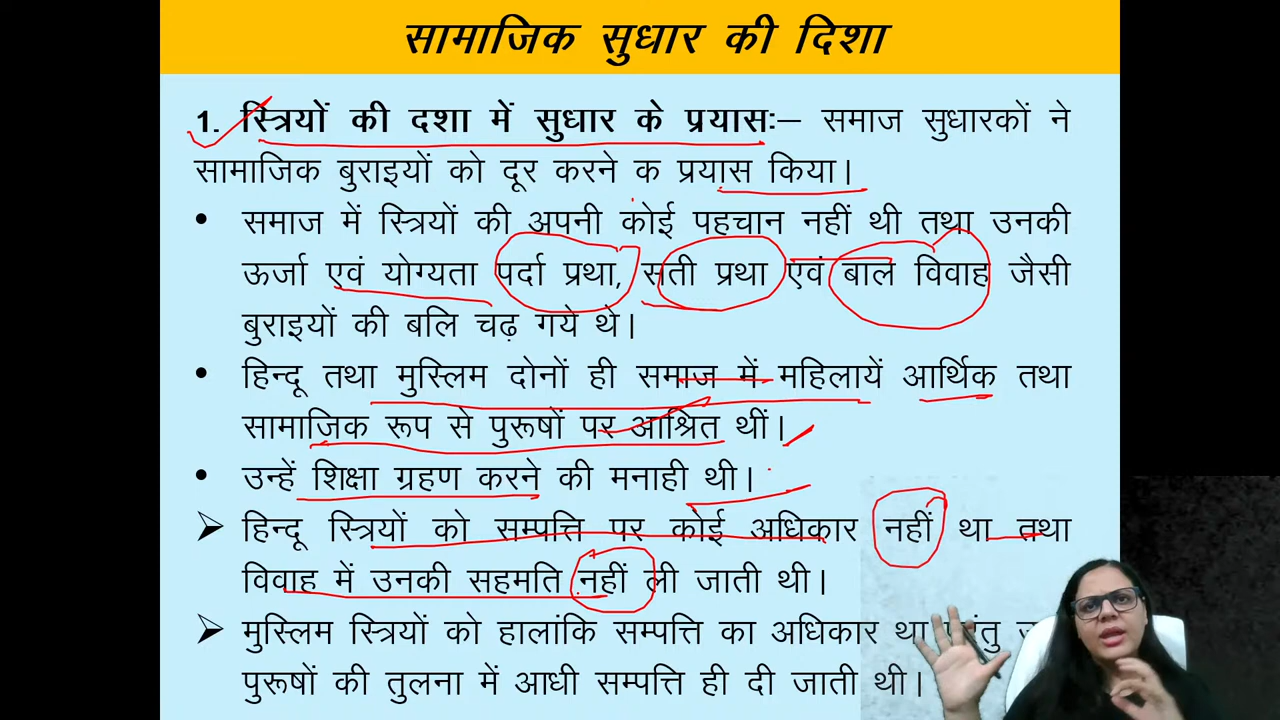 सामाजिक सुधार की दिशा
1. स्त्रियों की दशा में सुधार के प्रयासः– समाज सुधारकों ने
सामाजिक बुराइयों को दूर करने क प्रयास किया।
• समाज में स्त्रियों की अपनी कोई पहचान नहीं थी तथा उनकी
ऊर्जा एवं योग्यता पर्दा प्रथा, सती प्रथा एवं बाल विवाह जैसी
बुराइयों की बलि चढ़ गये थे।
• हिन्दू तथा मुस्लिम दोनों ही समाज में महिलायें आर्थिक तथा
सामाजिक रूप से पुरूषों पर आश्रित थीं।
• उन्हें शिक्षा ग्रहण करने की मनाही थी।
➢ हिन्दू स्त्रियों को सम्पत्ति पर कोई अधिकार नहीं था तथा
विवाह में उनकी सहमति नहीं ली जाती थी।
➢ मुस्लिम स्त्रियों को हालांकि सम्पत्ति का अधिकार था परंतु
पुरूषों की तुलना में आधी सम्पत्ति ही दी जाती थी।